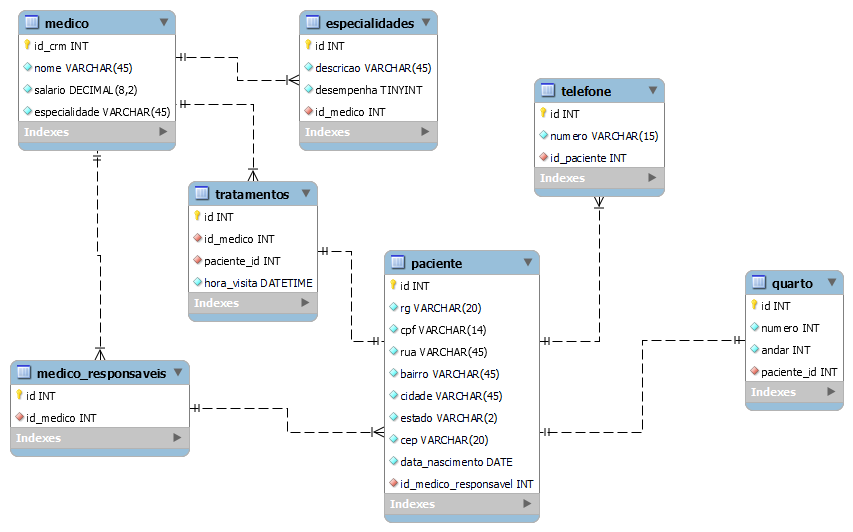 medico
id_crm INT
nome VARCHAR(45)
salario DECIMAL(8,2)
especialidade VARCHAR(45)
Indexes
especialidades
id INT
descricao VARCHAR(45)
desempenha TINYINT
id_medico INT
Indexes
telefone
id INT
numero VARCHAR(15)
id_paciente INT
Indexes
tratamentos
id INT
id_medico INT
paciente_id INT
hora_visita DATETIME
Indexes
paciente
id INT
rg VARCHAR(20)
cpf VARCHAR(14)
rua VARCHAR(45)
bairro VARCHAR(45)
cidade VARCHAR(45)
estado VARCHAR(2)
cep VARCHAR(20)
data_nascimento DATE
id_medico_responsavel INT
Indexes
quarto
id INT
numero INT
andar INT
paciente_id INT
Indexes
medico_responsaveis
id INT
id_medico INT
Indexes